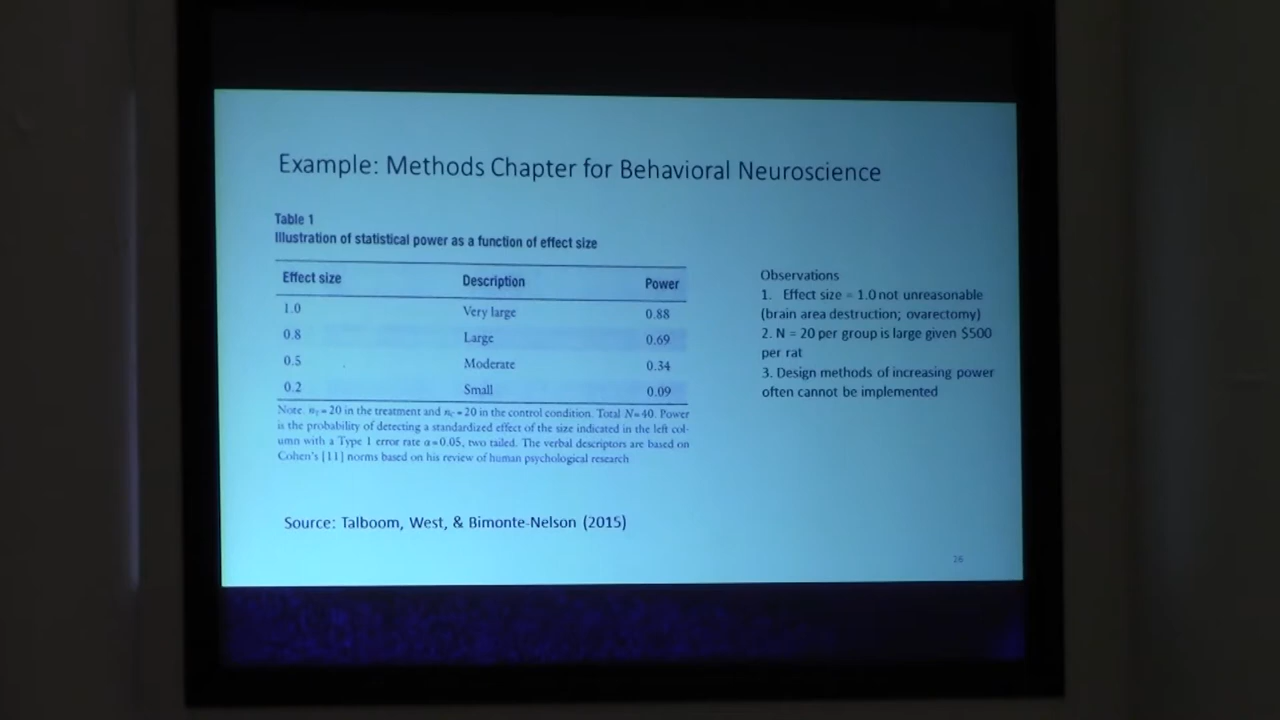 Example: Methods Chapter for Behavioral Neuroscience
Table 1
Illustration of statistical power as a function of effect size
Effect size Description Power
1.0 Very large 0.88
0.8 Large 0.69
0.5 Moderate 0.34
0.2 Small 0.09
Note. nT = 20 in the treatment and nC = 20 in the control condition. Total N=40. Power
is the probability of detecting a standardized effect of the size indicated in the left col-
umn with a Type 1 error rate α=0.05, two tailed. The verbal descriptors are based on
Cohen's [11] norms based on his review of human psychological research
Observations
1. Effect size = 1.0 not unreasonable
(brain area destruction; ovarectomy)
2. N = 20 per group is large given $500
per rat
3. Design methods of increasing power
often cannot be implemented
Source: Talboom, West, & Bimonte-Nelson (2015)
26